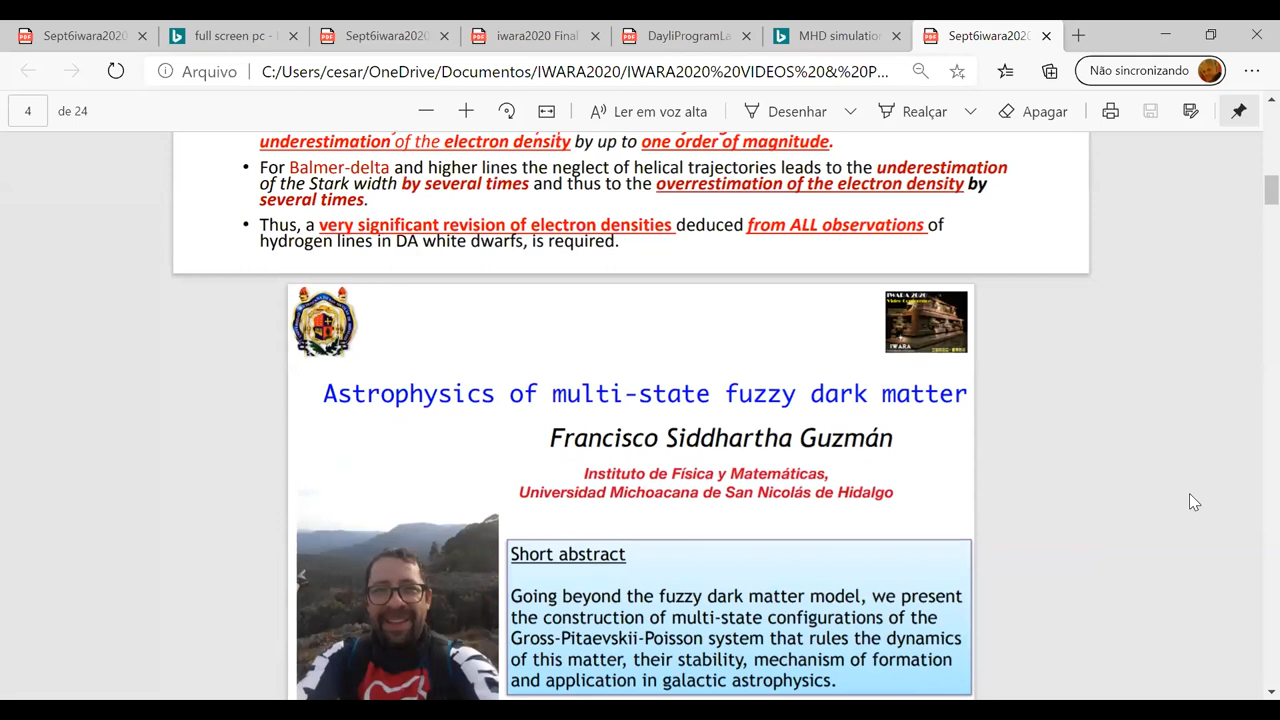 Sept6iwara2020
full screen pc -
Sept6iwara2020
iwara2020 Final
DayliProgramLa
MHD simulation
Sept6iwara2020
Arquivo
C:/Users/cesar/OneDrive/Documentos/IWARA2020/IWARA2020%20VIDEOS%20&%20P...
Não sincronizando
4 de 24
Ler em voz alta
Desenhar
Realçar
Apagar
underestimation of the electron density by up to one order of magnitude.
• For Balmer-delta and higher lines the neglect of helical trajectories leads to the underestimation
of the Stark width by several times and thus to the overrestimation of the electron density by
several times.
• Thus, a very significant revision of electron densities deduced from ALL observations of
hydrogen lines in DA white dwarfs, is required.
IWARA 2020
Video Conference
IWARA
Astrophysics of multi-state fuzzy dark matter
Francisco Siddhartha Guzmán
Instituto de Física y Matemáticas,
Universidad Michoacana de San Nicolás de Hidalgo
Short abstract
Going beyond the fuzzy dark matter model, we present
the construction of multi-state configurations of the
Gross-Pitaevskii-Poisson system that rules the dynamics
of this matter, their stability, mechanism of formation
and application in galactic astrophysics.